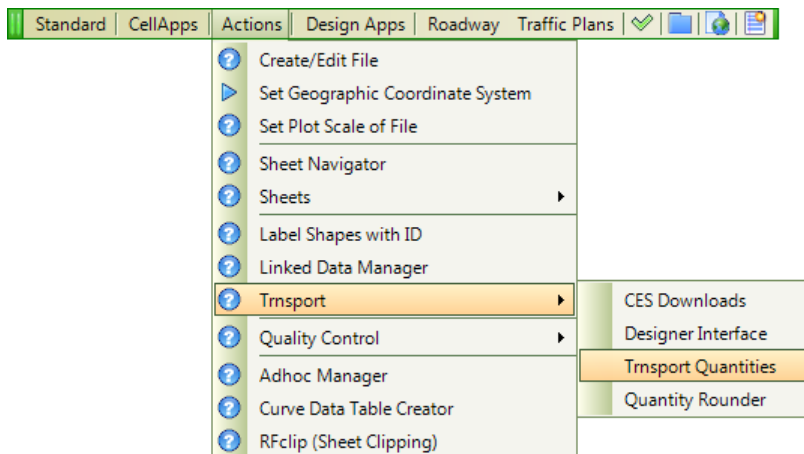 Standard CellApps Actions Design Apps Roadway Traffic Plans
Create/Edit File
Set Geographic Coordinate System
Set Plot Scale of File
Sheet Navigator
Sheets
Label Shapes with ID
Linked Data Manager
Trnsport
Quality Control
Adhoc Manager
Curve Data Table Creator
RFclip (Sheet Clipping)
CES Downloads
Designer Interface
Trnsport Quantities
Quantity Rounder